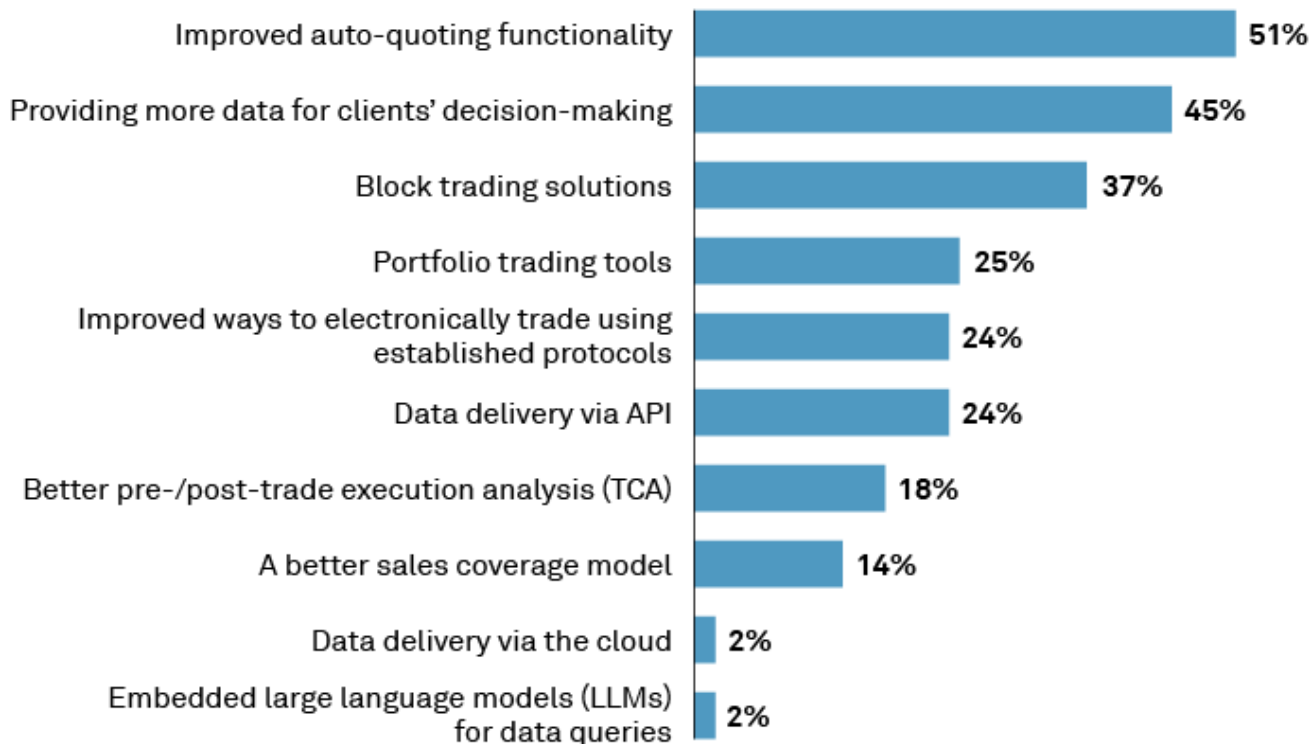 Improved auto-quoting functionality 51%
Providing more data for clients’ decision-making 45%
Block trading solutions 37%
Portfolio trading tools 25%
Improved ways to electronically trade using
established protocols 24%
Data delivery via API 24%
Better pre-/post-trade execution analysis (TCA) 18%
A better sales coverage model 14%
Data delivery via the cloud 2%
Embedded large language models (LLMs)
for data queries 2%